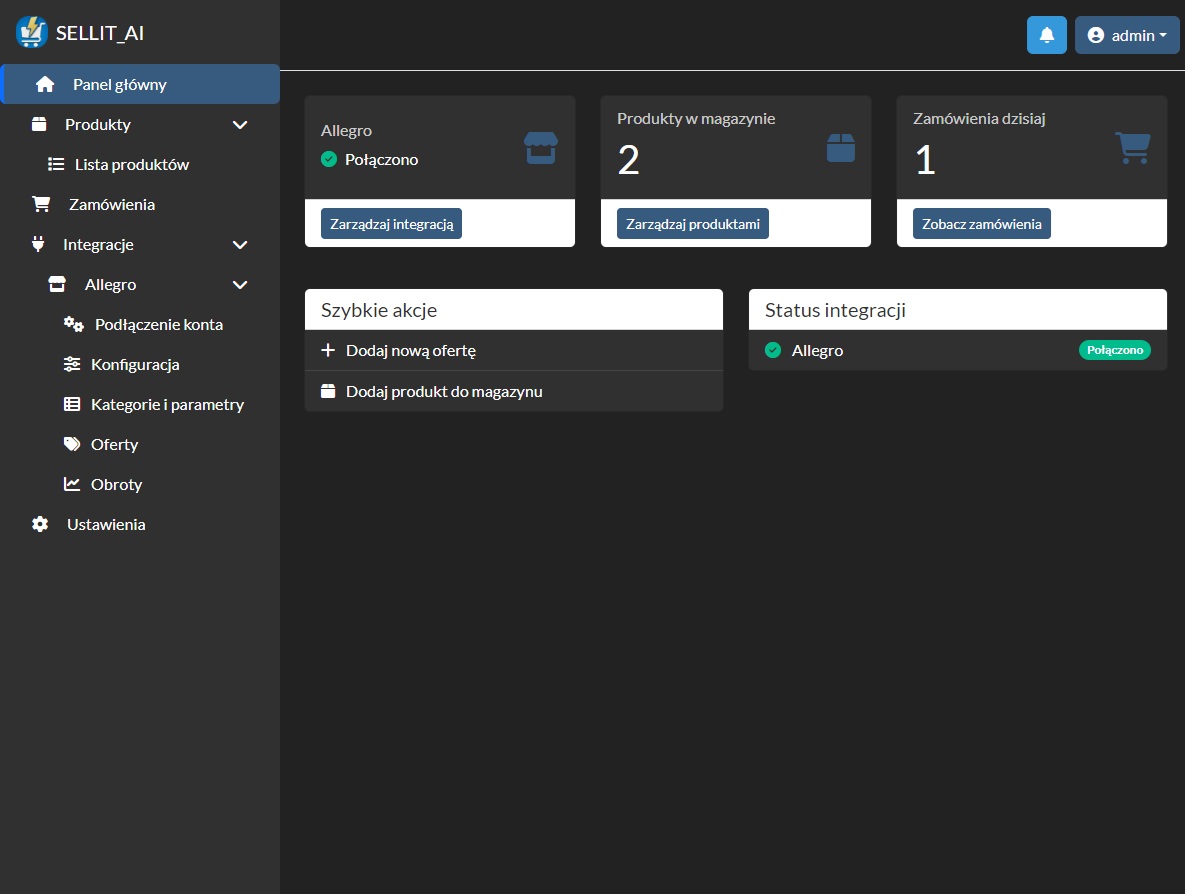 SELLIT_AI
admin
Panel główny
Produkty
Lista produktów
Zamówienia
Integracje
Allegro
Podłączenie konta
Konfiguracja
Kategorie i parametry
Oferty
Obroty
Ustawienia
Allegro
Połączono
Zarządzaj integracją
Produkty w magazynie
2
Zarządzaj produktami
Zamówienia dzisiaj
1
Zobacz zamówienia
Szybkie akcje
Dodaj nową ofertę
Dodaj produkt do magazynu
Status integracji
Allegro
Połączono